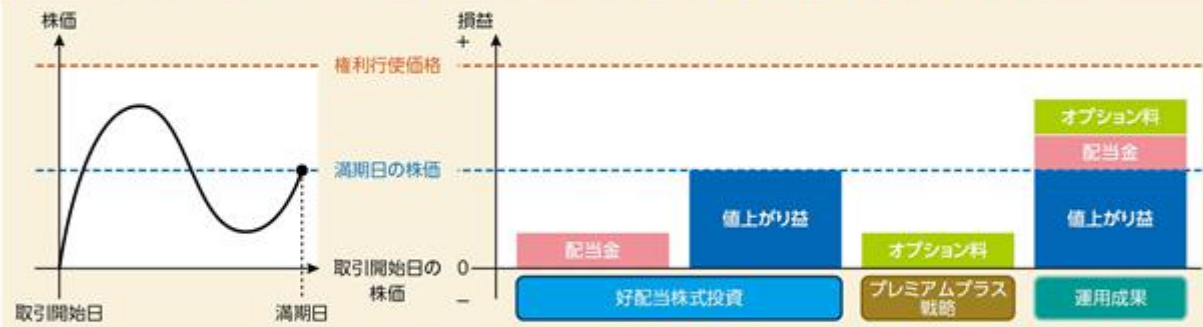 株価
損益
+
権利行使価格
オプション料
配当金
満期日の株価
値上がり益
値上がり益
配当金
オプション料
取引開始日の
株価
0
−
好配当株式投資
プレミアムプラス
戦略
運用成果
取引開始日
満期日